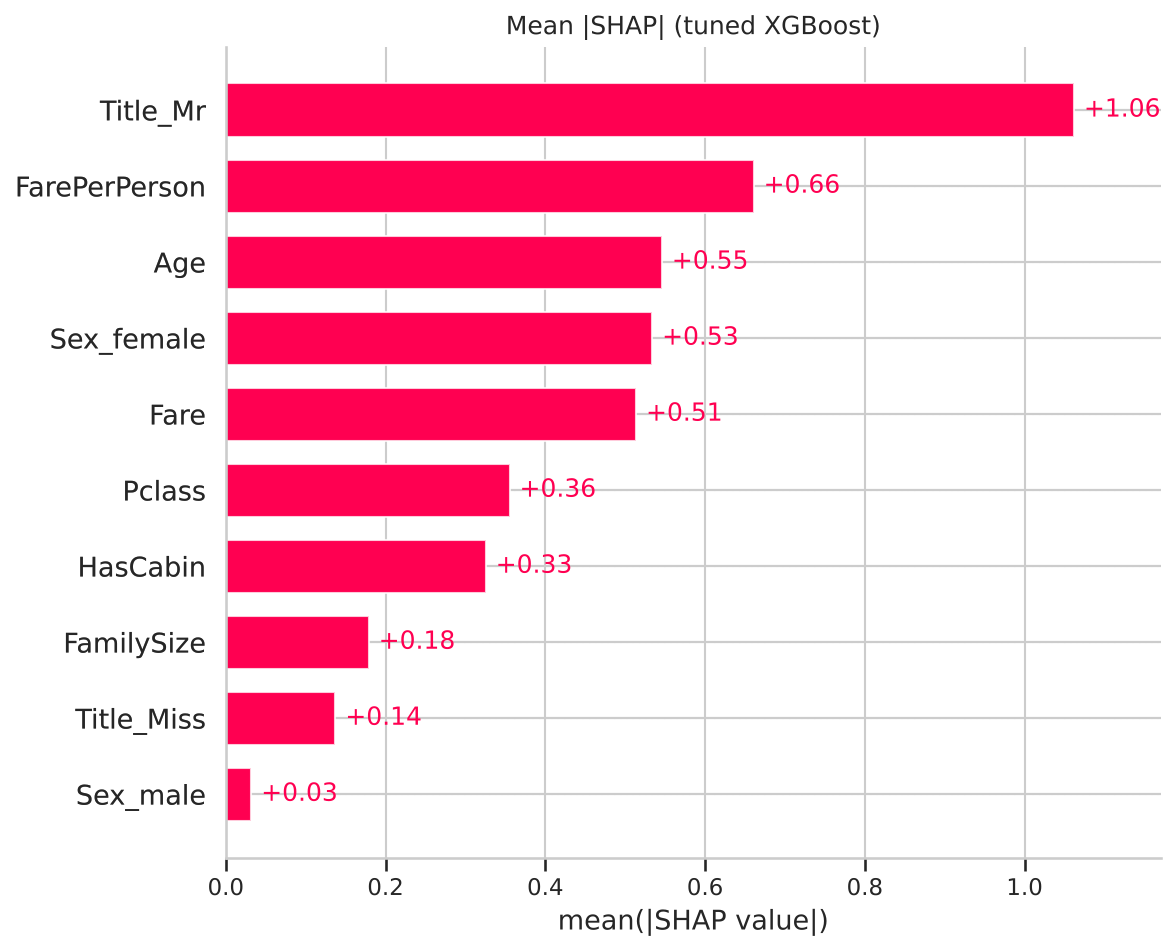 Mean |SHAP| (tuned XGBoost)
Title_Mr +1.06
FarePerPerson +0.66
Age +0.55
Sex_female +0.53
Fare +0.51
Pclass +0.36
HasCabin +0.33
FamilySize +0.18
Title_Miss +0.14
Sex_male +0.03
0.0 0.2 0.4 0.6 0.8 1.0
mean(|SHAP value|)